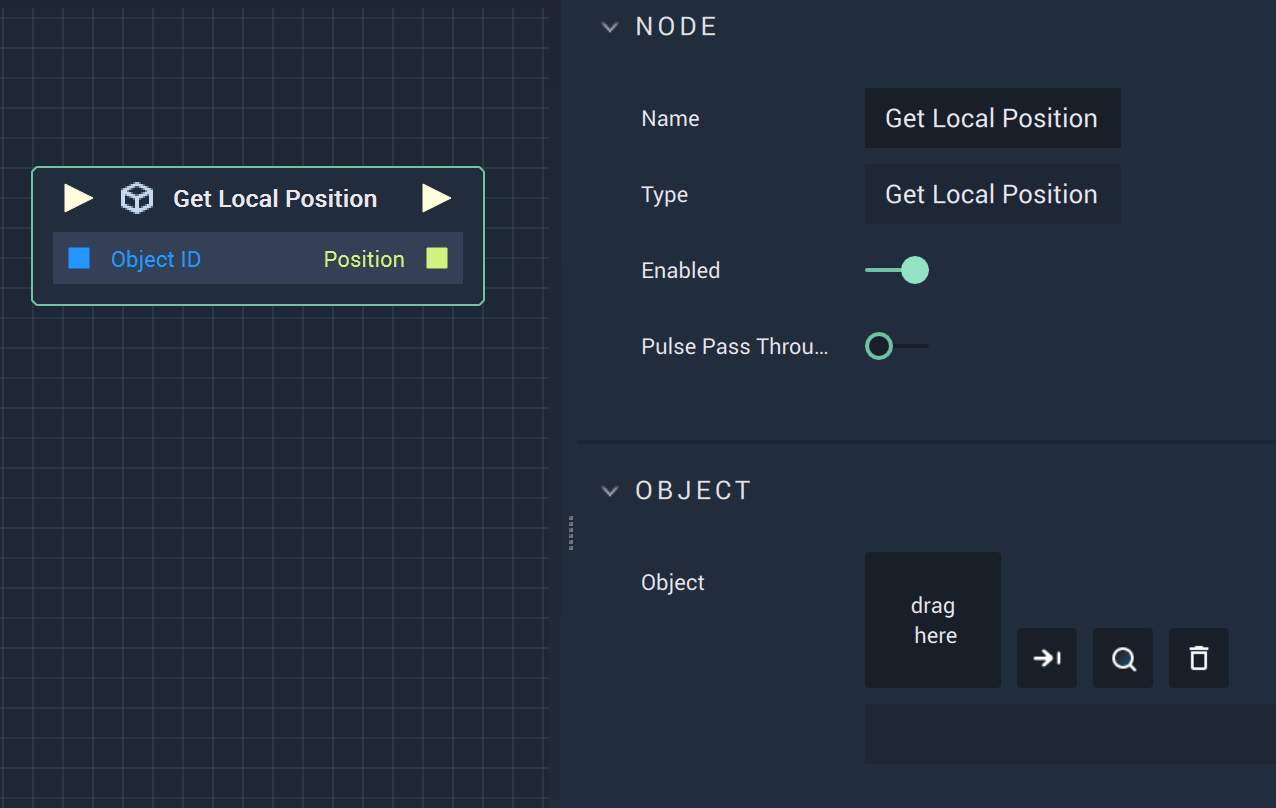 Get Local Position
Object ID
Position
NODE
Name
Get Local Position
Type
Get Local Position
Enabled
Pulse Pass Throu...
OBJECT
Object
drag
here